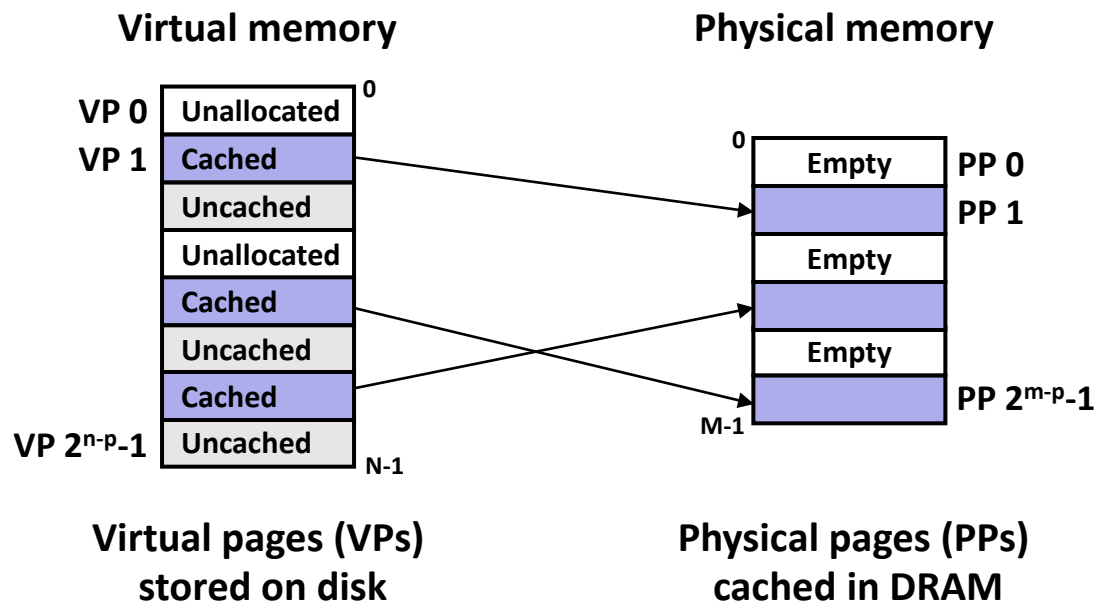 Virtual memory
Physical memory
0
VP 0
Unallocated
VP 1
Cached
Uncached
Unallocated
Cached
Uncached
Cached
VP 2ⁿ⁻ᵖ-1
Uncached
N-1
0
Empty
PP 0
PP 1
Empty
Empty
PP 2ᵐ⁻ᵖ-1
M-1
Virtual pages (VPs)
stored on disk
Physical pages (PPs)
cached in DRAM